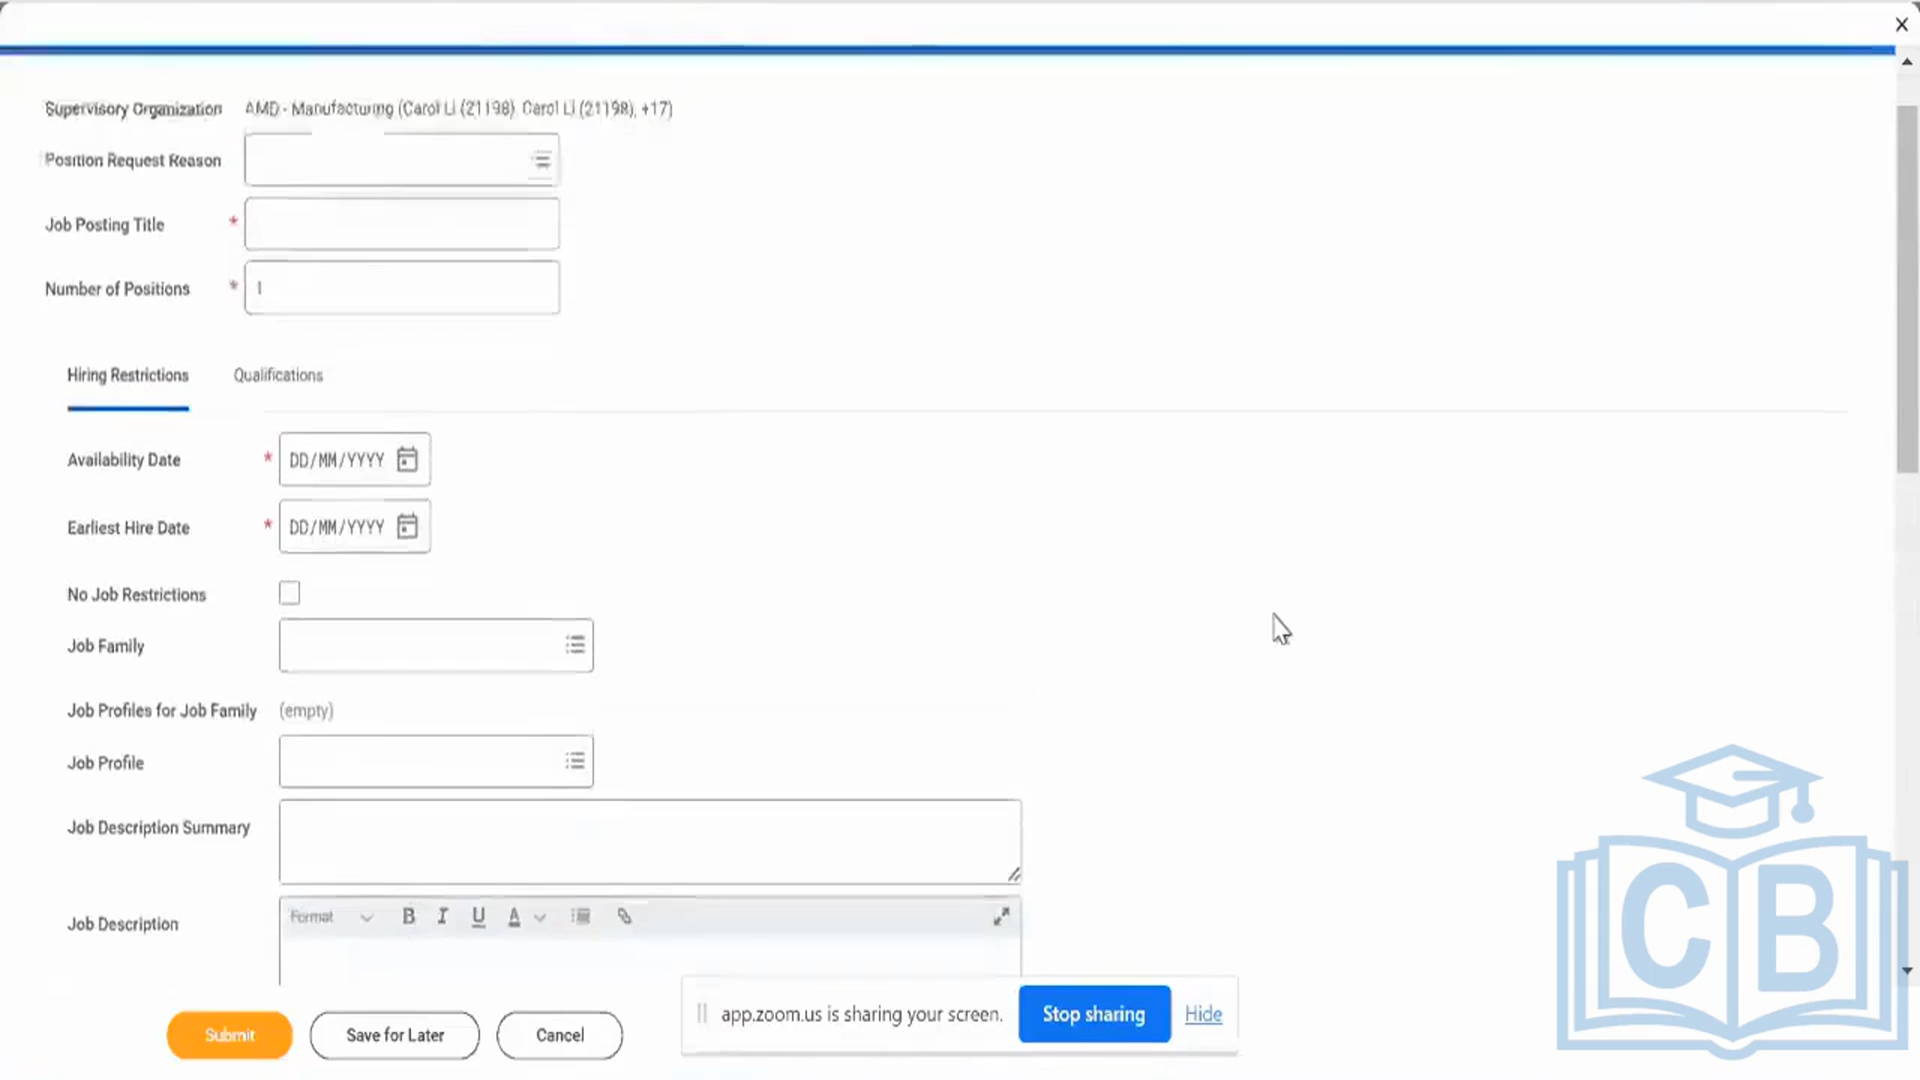 Supervisory Organization AMD - Manufacturing (Carol Li (21198), Carol Li (21198), +17)
Position Request Reason
Job Posting Title *
Number of Positions * 1
Hiring Restrictions Qualifications
Availability Date * DD/MM/YYYY
Earliest Hire Date * DD/MM/YYYY
No Job Restrictions
Job Family
Job Profiles for Job Family (empty)
Job Profile
Job Description Summary
Job Description Format B I U A
app.zoom.us is sharing your screen. Stop sharing Hide
Submit Save for Later Cancel
CB